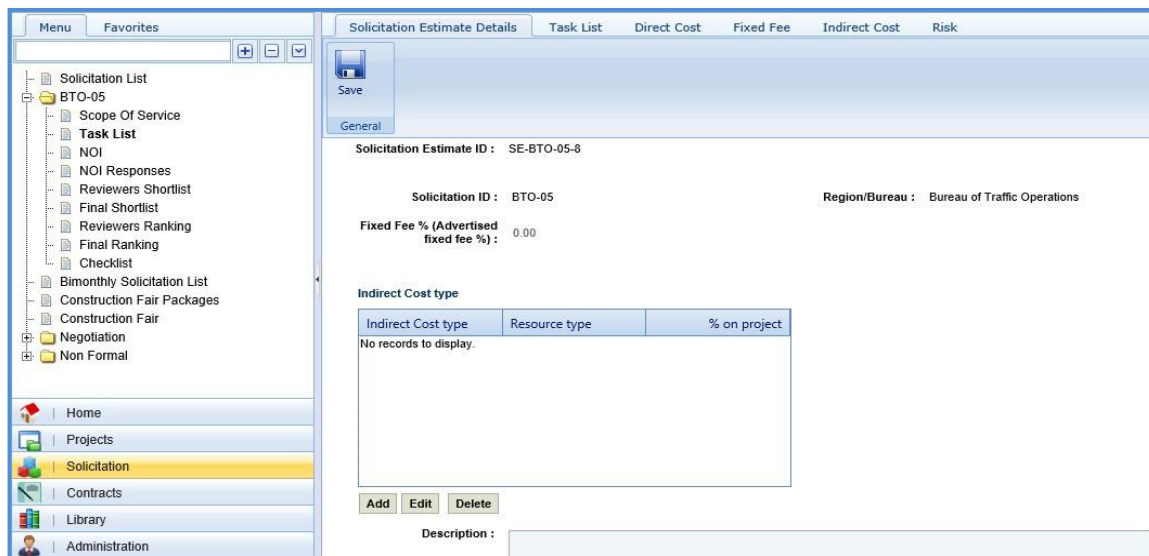 Menu Favorites
Solicitation List
BTO-05
Scope Of Service
Task List
NOI
NOI Responses
Reviewers Shortlist
Final Shortlist
Reviewers Ranking
Final Ranking
Checklist
Bimonthly Solicitation List
Construction Fair Packages
Construction Fair
Negotiation
Non Formal
Home
Projects
Solicitation
Contracts
Library
Administration
Solicitation Estimate Details Task List Direct Cost Fixed Fee Indirect Cost Risk
Save
General
Solicitation Estimate ID : SE-BTO-05-8
Solicitation ID : BTO-05 Region/Bureau : Bureau of Traffic Operations
Fixed Fee % (Advertised
fixed fee %) : 0.00
Indirect Cost type
Indirect Cost type Resource type % on project
No records to display.
Add Edit Delete
Description :